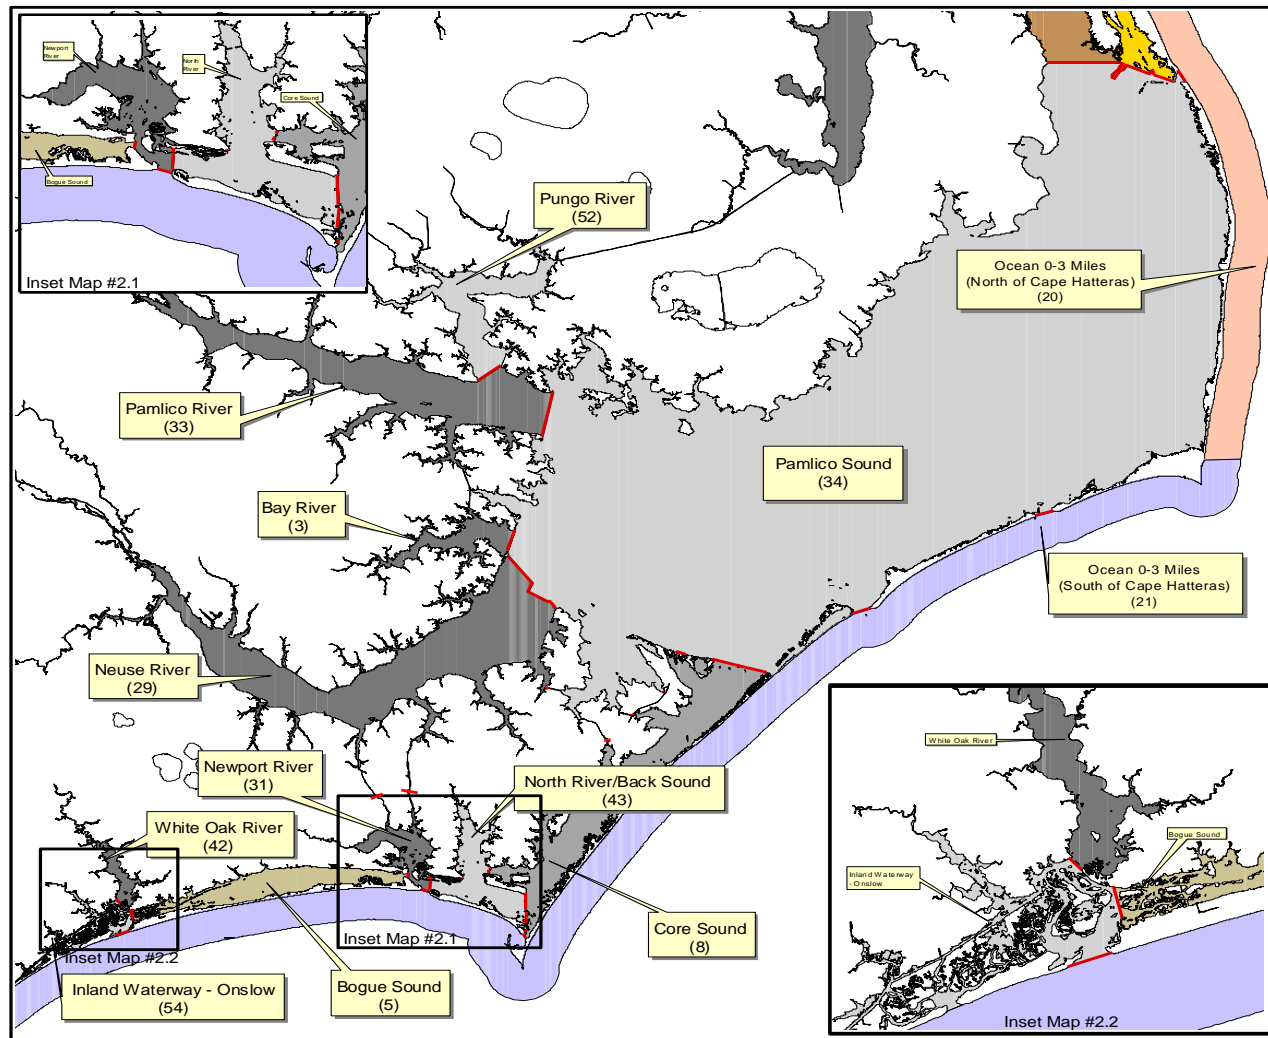 Newport
River
North
River
Core Sound
Bogue Sound
Inset Map #2.1
Pungo River
(52)
Ocean 0-3 Miles
(North of Cape Hatteras)
(20)
Pamlico River
(33)
Pamlico Sound
(34)
Bay River
(3)
Ocean 0-3 Miles
(South of Cape Hatteras)
(21)
Neuse River
(29)
Newport River
(31)
North River/Back Sound
(43)
White Oak River
(42)
Inset Map #2.1
Inset Map #2.2
Core Sound
(8)
Inland Waterway - Onslow
(54)
Bogue Sound
(5)
White Oak River
Bogue Sound
Inland Waterway
- Onslow
Inset Map #2.2